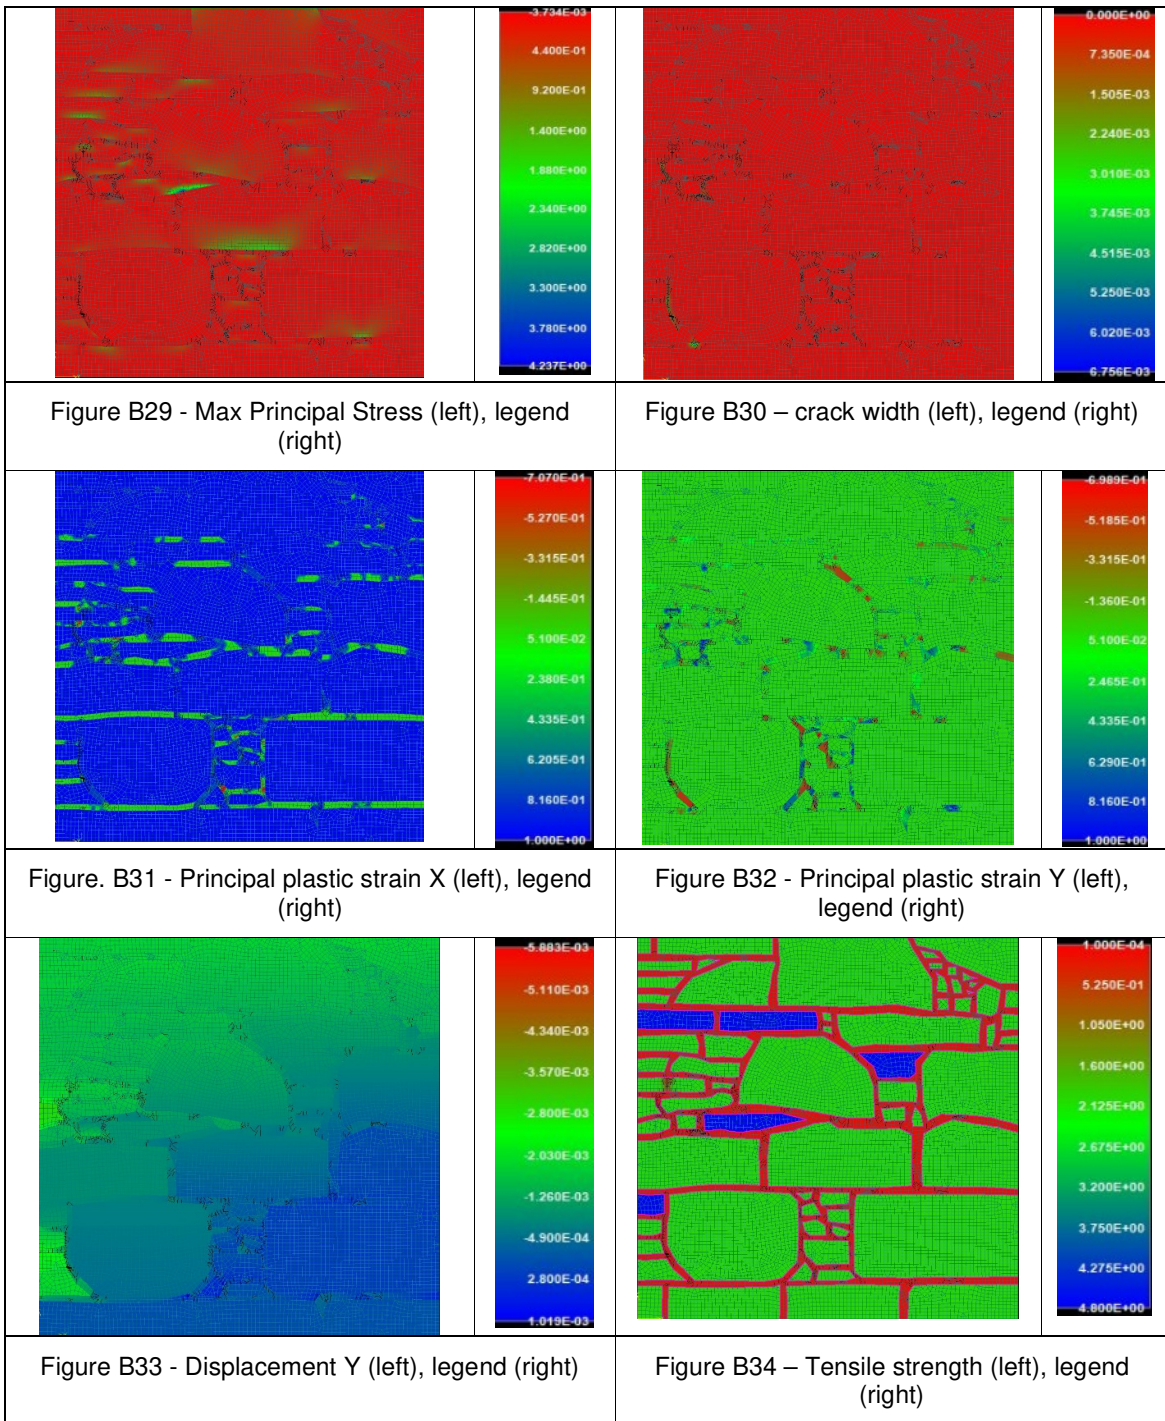 -3.734E-03
4.400E-01
9.200E-01
1.400E+00
1.880E+00
2.340E+00
2.820E+00
3.300E+00
3.780E+00
4.237E+00
0.000E+00
7.350E-04
1.505E-03
2.240E-03
3.010E-03
3.745E-03
4.515E-03
5.250E-03
6.020E-03
6.756E-03
Figure B29 - Max Principal Stress (left), legend
(right)
Figure B30 – crack width (left), legend (right)
-7.070E-01
-5.270E-01
-3.315E-01
-1.445E-01
5.100E-02
2.380E-01
4.335E-01
6.205E-01
8.160E-01
1.000E+00
-6.989E-01
-5.185E-01
-3.315E-01
-1.360E-01
5.100E-02
2.465E-01
4.335E-01
6.290E-01
8.160E-01
1.000E+00
Figure. B31 - Principal plastic strain X (left), legend
(right)
Figure B32 - Principal plastic strain Y (left),
legend (right)
-5.883E-03
-5.110E-03
-4.340E-03
-3.570E-03
-2.800E-03
-2.030E-03
-1.260E-03
-4.900E-04
2.800E-04
1.019E-03
1.000E-04
5.250E-01
1.050E+00
1.600E+00
2.125E+00
2.675E+00
3.200E+00
3.750E+00
4.275E+00
4.800E+00
Figure B33 - Displacement Y (left), legend (right)
Figure B34 – Tensile strength (left), legend
(right)